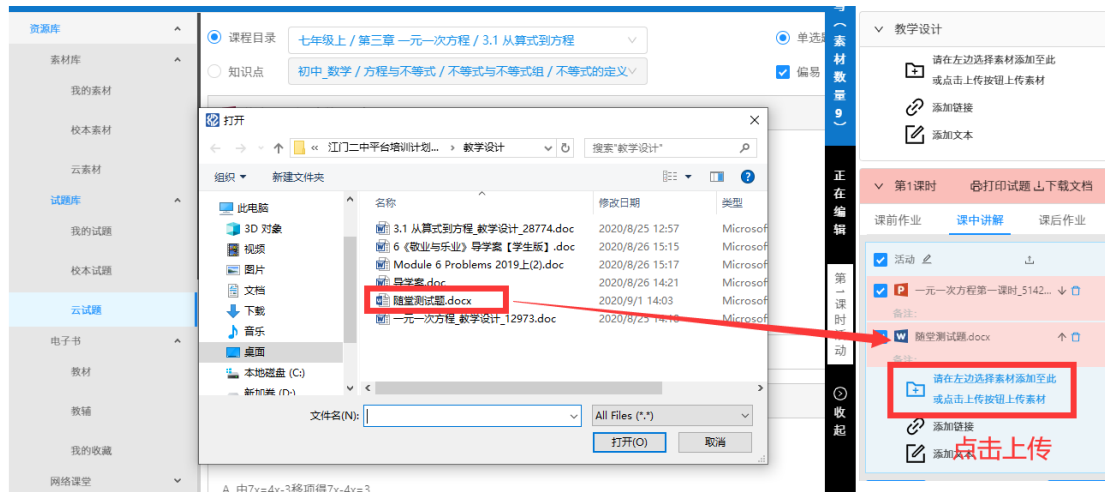 资源库
素材库
我的素材
校本素材
云素材
试题库
我的试题
校本试题
云试题
电子书
教材
教辅
我的收藏
网络课堂
课程目录
七年级上 / 第三章 一元一次方程 / 3.1 从算式到方程
单选题
知识点
初中_数学 / 方程与不等式 / 不等式与不等式组 / 不等式的定义
偏易
打开
« 江门二中平台培训计划... › 教学设计
搜索"教学设计"
组织 新建文件夹
名称 修改日期 类型
此电脑
3D 对象
视频
图片
文档
下载
音乐
桌面
本地磁盘 (C:)
新加卷 (D:)
3.1 从算式到方程_教学设计_28774.doc 2020/8/25 12:57 Microsof
6《敬业与乐业》导学案【学生版】.doc 2020/8/26 15:15 Microsof
Module 6 Problems 2019上(2).doc 2020/8/26 15:17 Microsof
导学案.doc 2020/8/26 14:21 Microsof
随堂测试题.docx 2020/9/1 14:03 Microsof
一元一次方程_教学设计_12973.doc 2020/8/25 14:18 Microsof
文件名(N):
All Files (*.*)
打开(O) 取消
A. 由7x=4x-3移项得7x-4x=3
（素材数量9）
正在编辑
第1课时活动
收起
教学设计
请在左边选择素材添加至此
或点击上传按钮上传素材
添加链接
添加文本
第1课时 打印试题 下载文档
课前作业 课中讲解 课后作业
活动
一元一次方程第一课时_5142...
备注:
随堂测试题.docx
备注:
请在左边选择素材添加至此
或点击上传按钮上传素材
添加链接
添加文本
点击上传